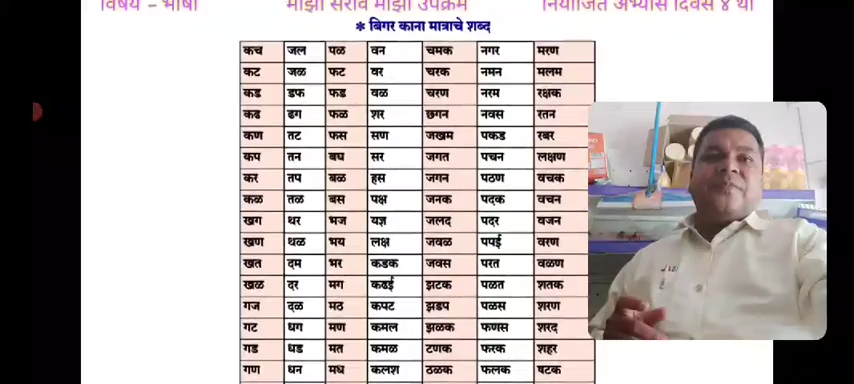 विषय – भाषा माझा सराव माझा उपक्रम नियोजित अभ्यास दिवस ४ था
* बिगर काना मात्राचे शब्द
कच जल पळ वन चमक नगर मरण
कट जळ फट वर चरक नमन मलम
कड डफ फड वळ चरण नरम रक्षक
कढ ढग फळ शर छगन नवस रतन
कण तट फस सण जखम पकड रबर
कप तन बघ सर जगत पचन लक्षण
कर तप बळ हस जगन पठण वचक
कळ तळ बस पक्ष जनक पदक वचन
खग थर भज यज्ञ जलद पदर वजन
खण थळ भय लक्ष जवळ पपई वरण
खत दम भर कडक जवस परत वळण
खळ दर मग कढई झटक पळत शतक
गज दळ मठ कपट झडप पळस शरण
गट धग मण कमल झळक फणस शरद
गड धड मत कमळ टणक फरक शहर
गण धन मध कलश ठळक फलक षटक